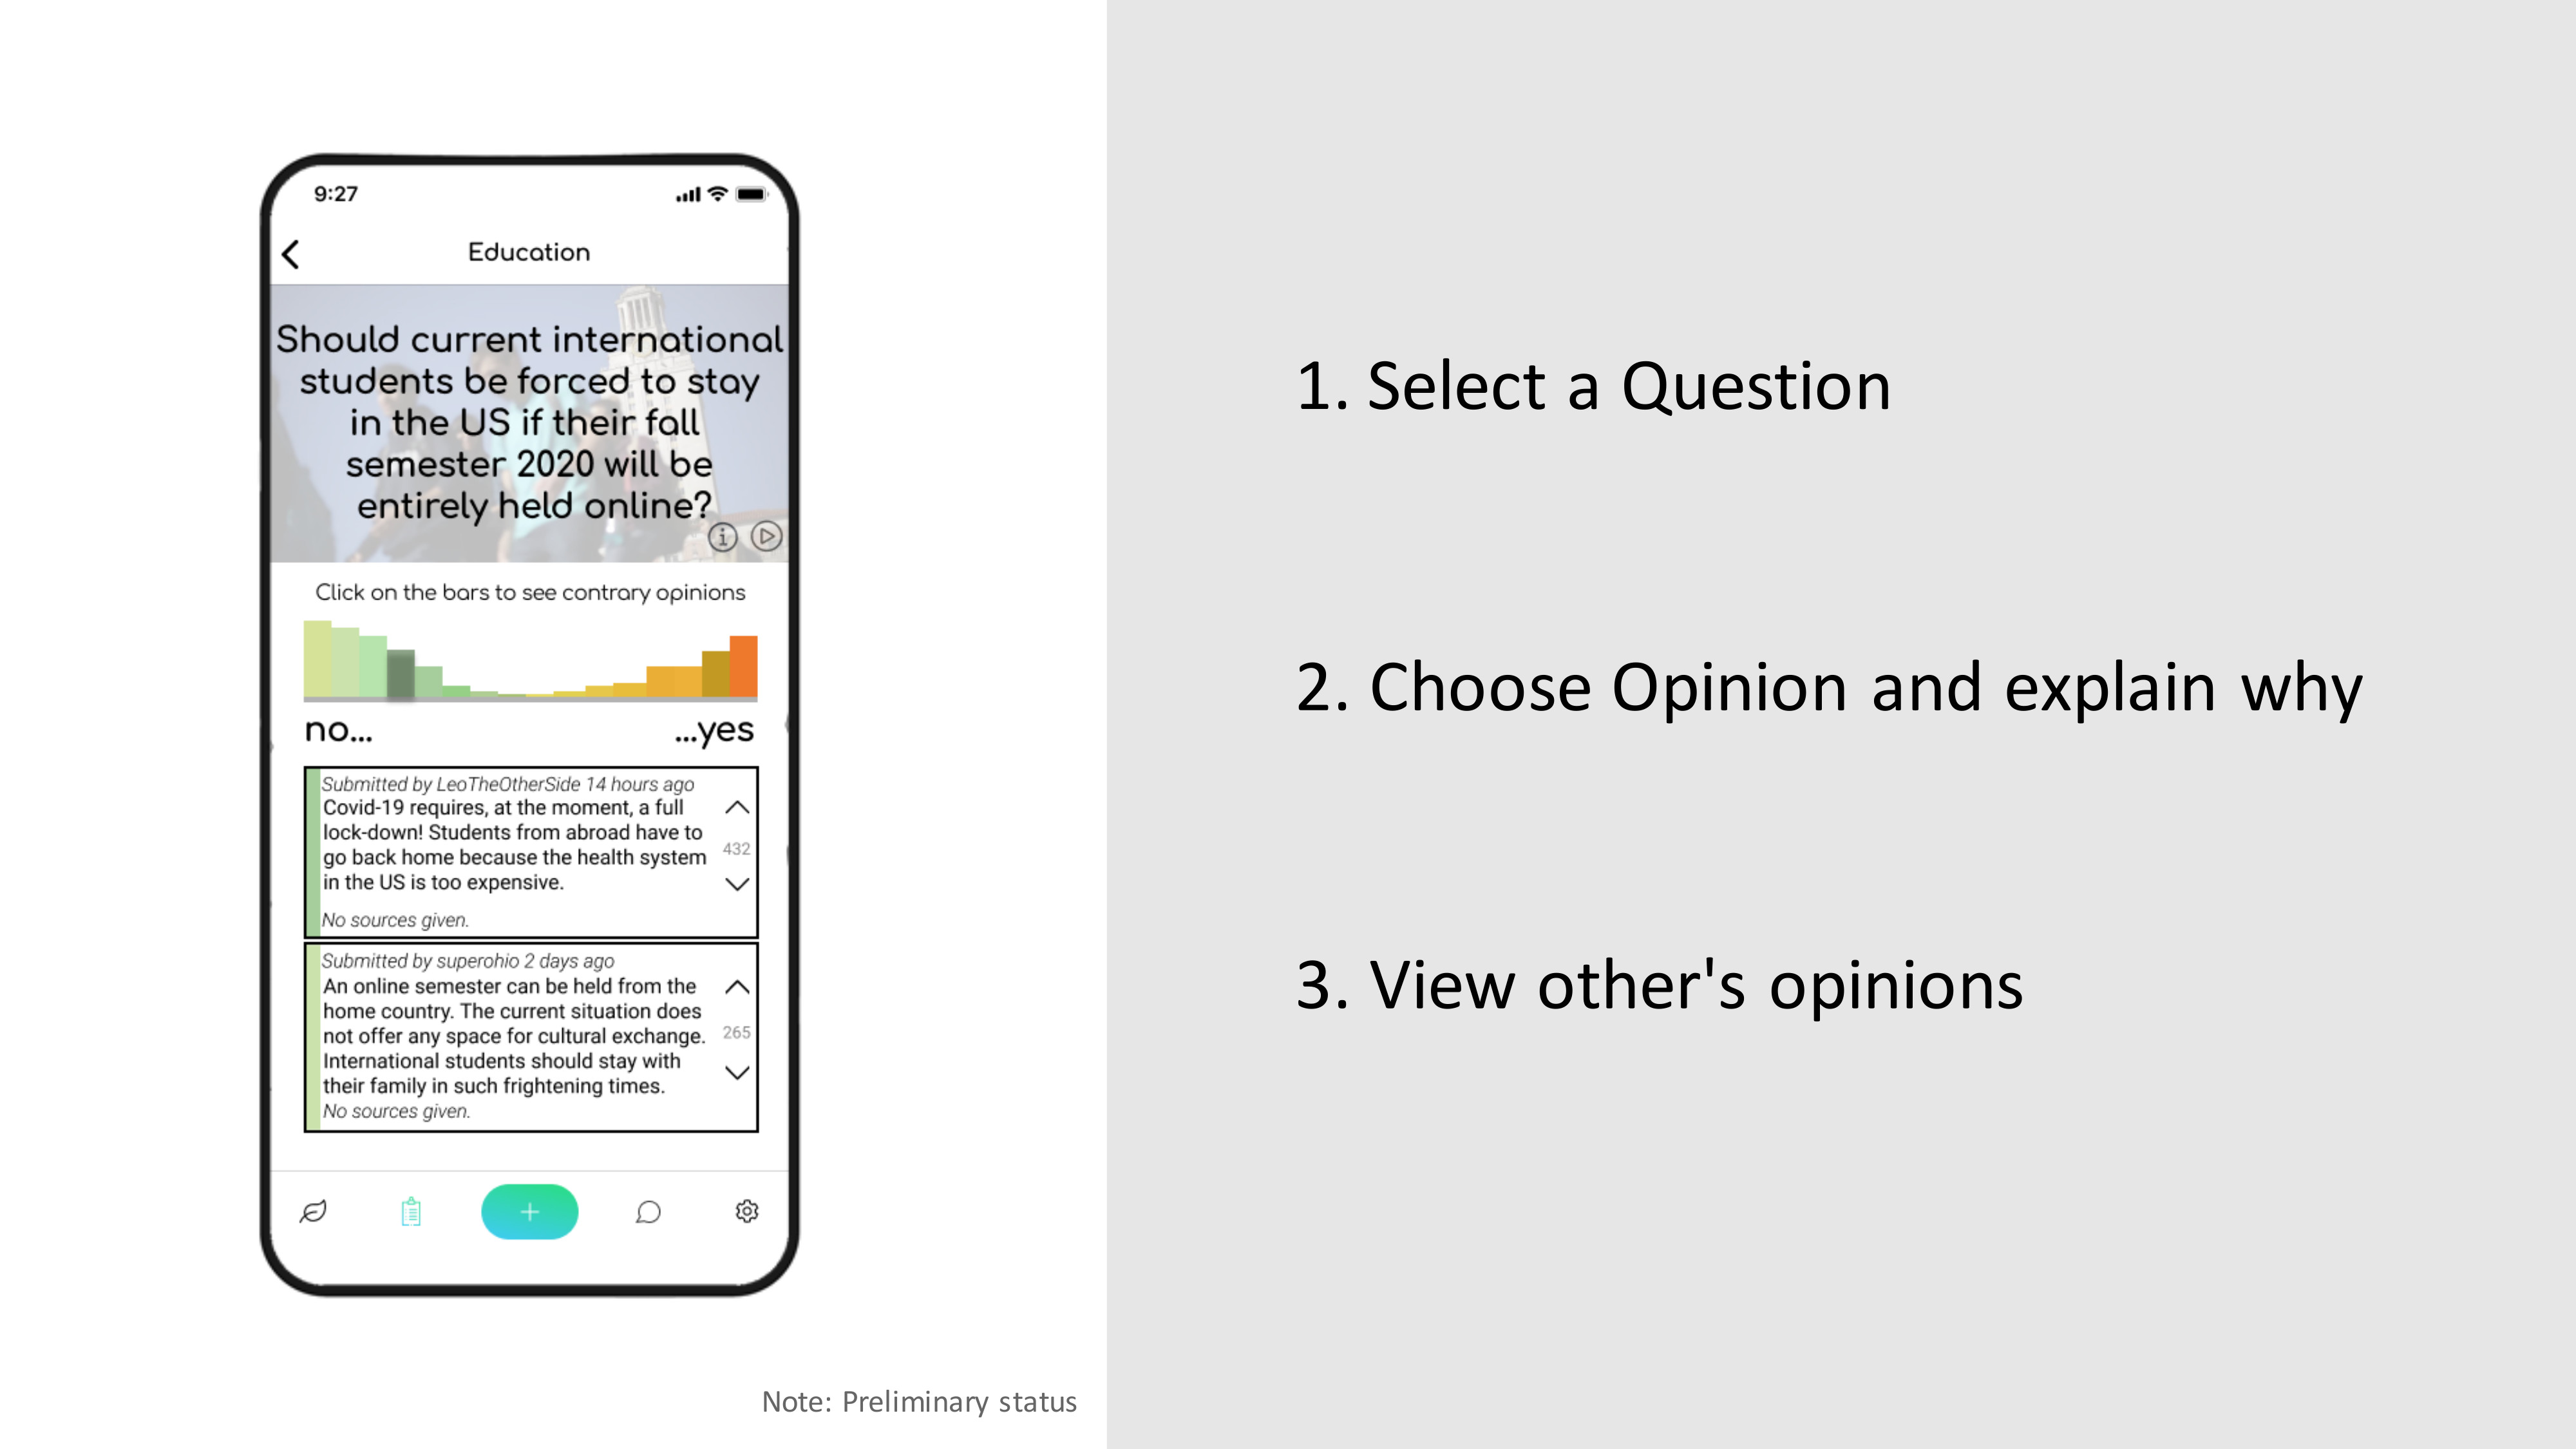 9:27
Education
Should current international
students be forced to stay
in the US if their fall
semester 2020 will be
entirely held online?
Click on the bars to see contrary opinions
no...
...yes
Submitted by LeoTheOtherSide 14 hours ago
Covid-19 requires, at the moment, a full
lock-down! Students from abroad have to
go back home because the health system
in the US is too expensive.
432
No sources given.
Submitted by superohio 2 days ago
An online semester can be held from the
home country. The current situation does
not offer any space for cultural exchange.
International students should stay with
their family in such frightening times.
265
No sources given.
Note: Preliminary status
1. Select a Question
2. Choose Opinion and explain why
3. View other's opinions